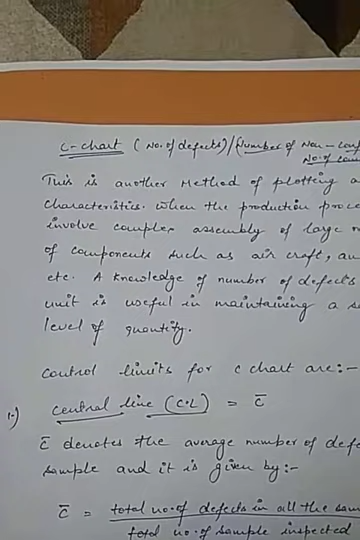 C-chart (No. of defects)/(Number of Non-
No. of
This is another Method of plotting
characteristics. When the production
involve complex assembly of large
of components such as air craft,
etc. A knowledge of number of defects
unit is useful in maintaining a
level of quantity.
Control limits for c chart are:-
1.) Central line (C.L) = C̄
C̄ denotes the average number of
sample and it is given by:-
C̄ = total no. of defects in all the
total no. of sample inspected